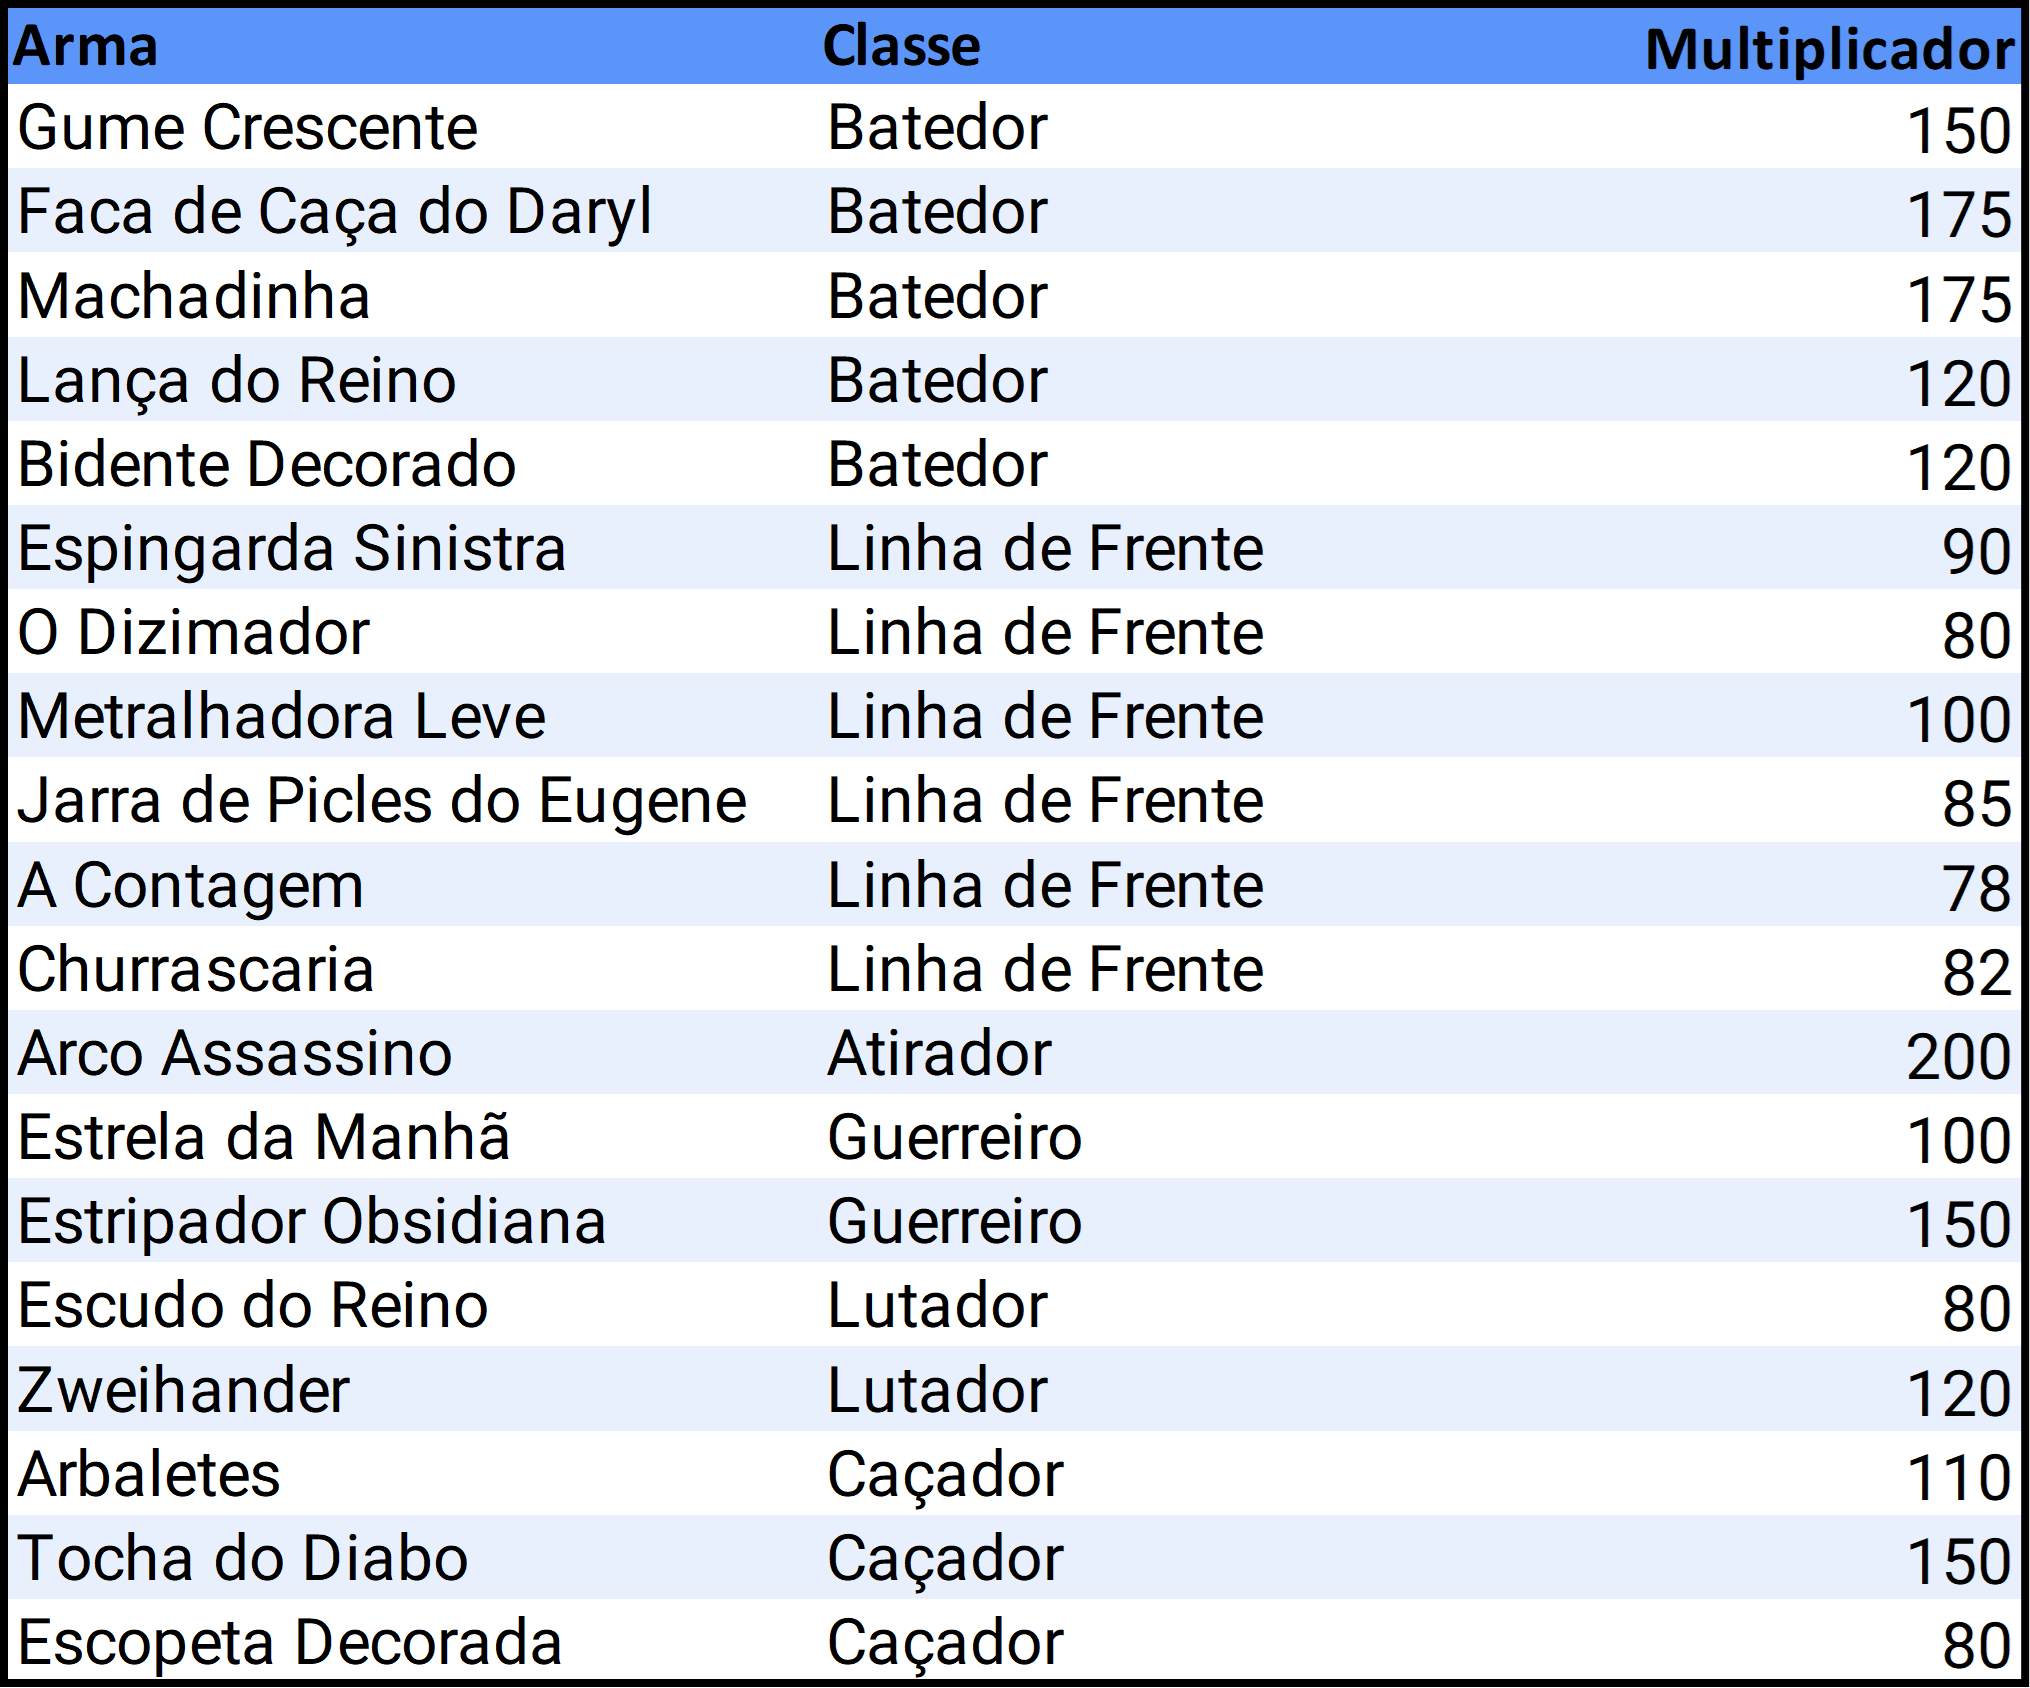 Arma Classe Multiplicador
Gume Crescente Batedor 150
Faca de Caça do Daryl Batedor 175
Machadinha Batedor 175
Lança do Reino Batedor 120
Bidente Decorado Batedor 120
Espingarda Sinistra Linha de Frente 90
O Dizimador Linha de Frente 80
Metralhadora Leve Linha de Frente 100
Jarra de Picles do Eugene Linha de Frente 85
A Contagem Linha de Frente 78
Churrascaria Linha de Frente 82
Arco Assassino Atirador 200
Estrela da Manhã Guerreiro 100
Estripador Obsidiana Guerreiro 150
Escudo do Reino Lutador 80
Zweihander Lutador 120
Arbaletes Caçador 110
Tocha do Diabo Caçador 150
Escopeta Decorada Caçador 80